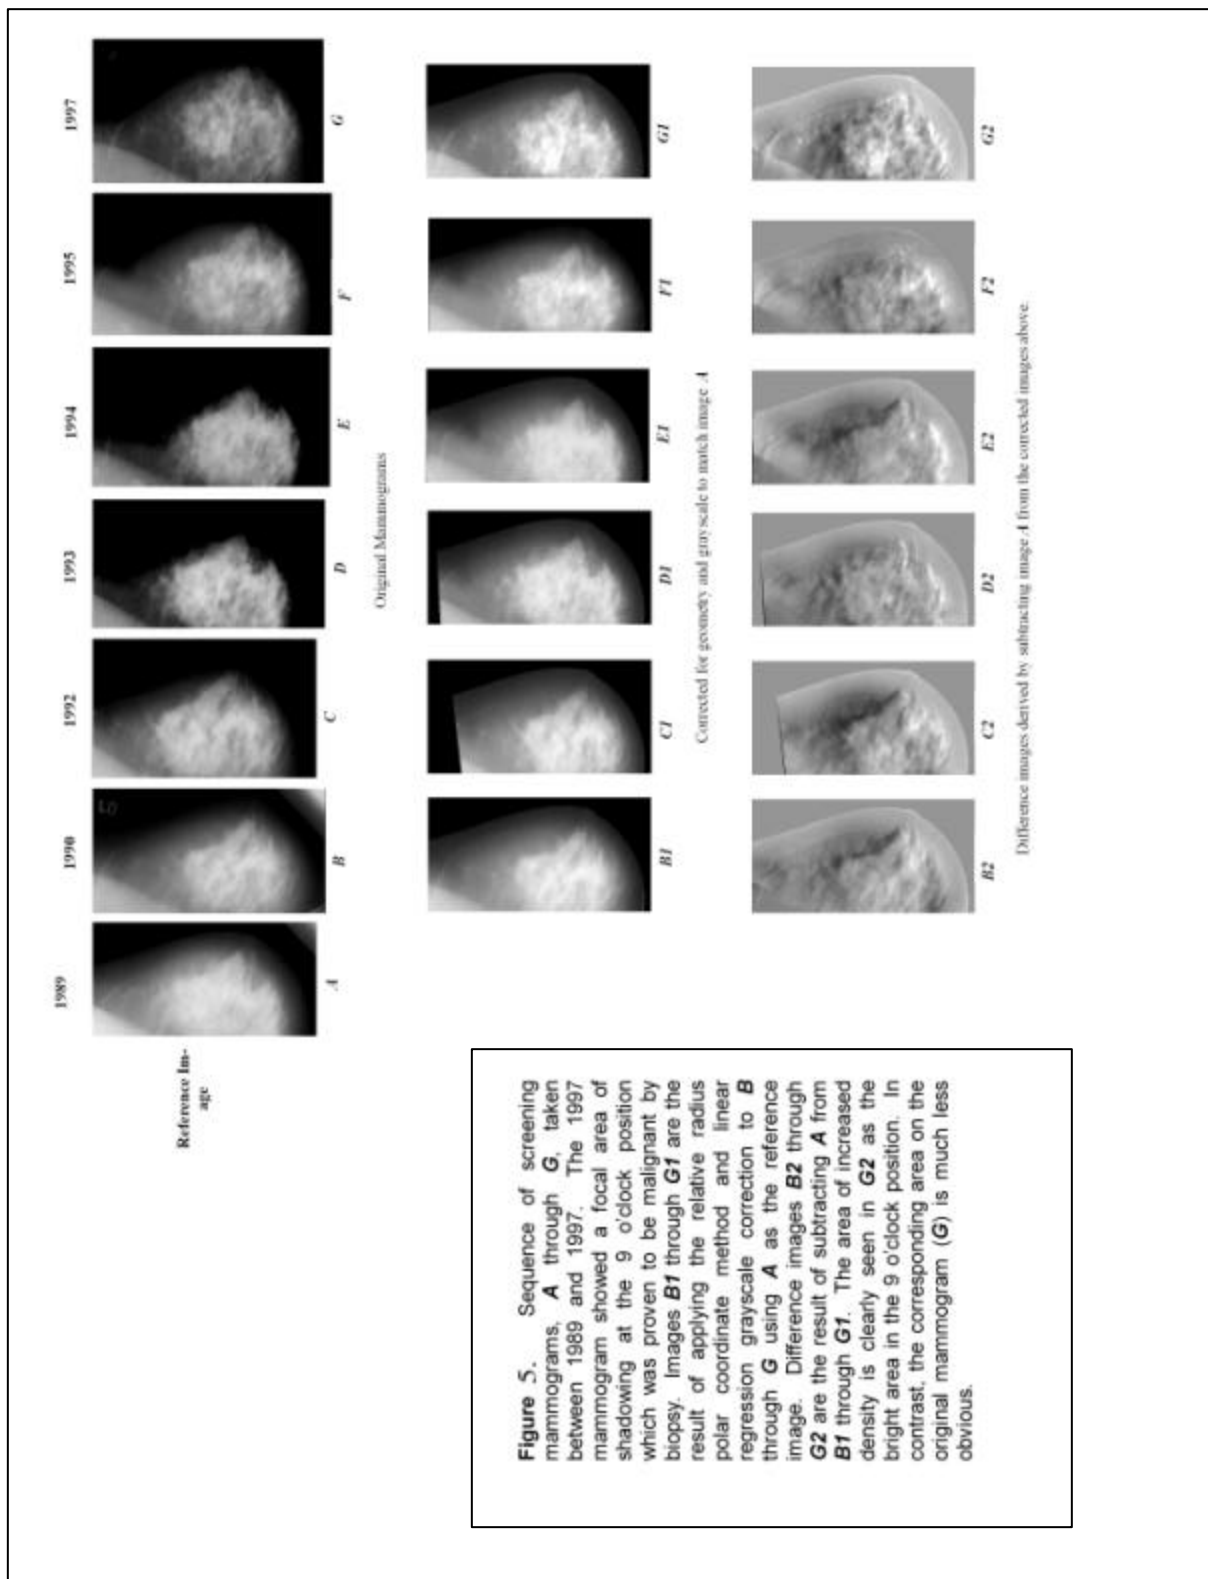 1989
1990
1992
1993
1994
1995
1997
Reference Im-
age
A
B
C
D
E
F
G
Original Mammograms
B1
C1
D1
E1
F1
G1
Corrected for geometry and grayscale to match image A
B2
C2
D2
E2
F2
G2
Difference images derived by subtracting image A from the corrected images above.
Figure 5. Sequence of screening
mammograms, A through G, taken
between 1989 and 1997. The 1997
mammogram showed a focal area of
shadowing at the 9 o'clock position
which was proven to be malignant by
biopsy. Images B1 through G1 are the
result of applying the relative radius
polar coordinate method and linear
regression grayscale correction to B
through G using A as the reference
image. Difference images B2 through
G2 are the result of subtracting A from
B1 through G1. The area of increased
density is clearly seen in G2 as the
bright area in the 9 o'clock position. In
contrast, the corresponding area on the
original mammogram (G) is much less
obvious.